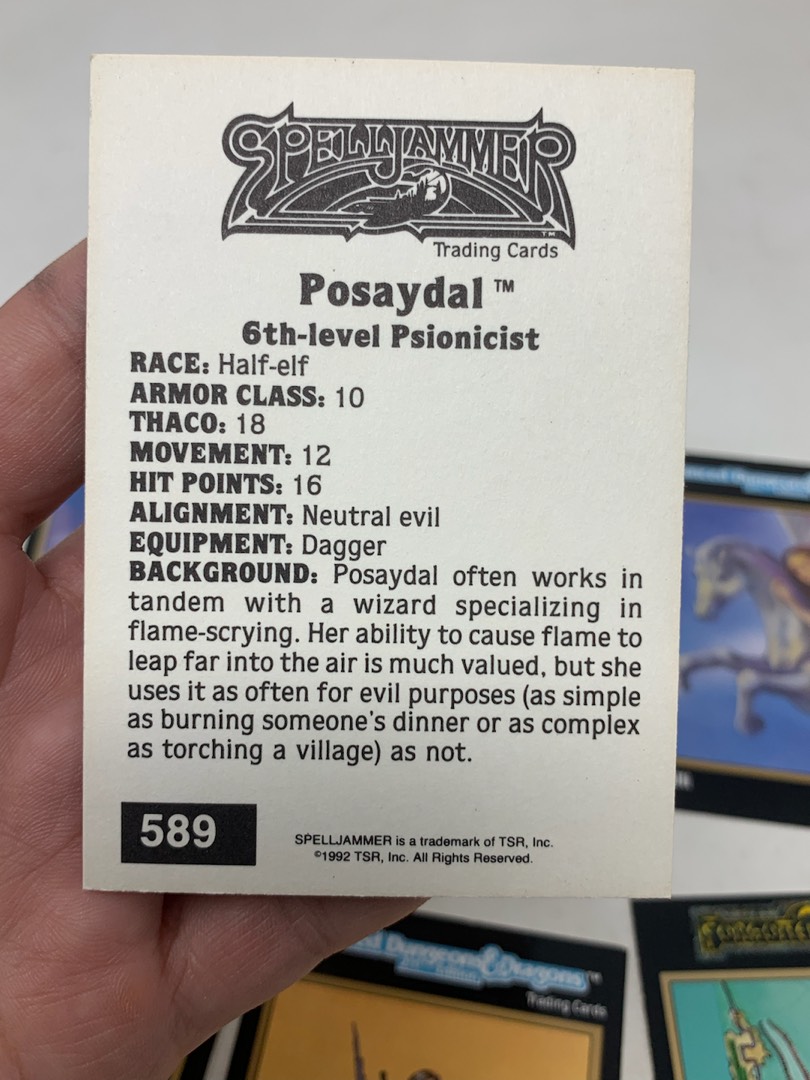 SPELLJAMMER
™
Trading Cards
Posaydal™
6th-level Psionicist
RACE: Half-elf
ARMOR CLASS: 10
THACO: 18
MOVEMENT: 12
HIT POINTS: 16
ALIGNMENT: Neutral evil
EQUIPMENT: Dagger
BACKGROUND: Posaydal often works in
tandem with a wizard specializing in
flame-scrying. Her ability to cause flame to
leap far into the air is much valued, but she
uses it as often for evil purposes (as simple
as burning someone's dinner or as complex
as torching a village) as not.
589
SPELLJAMMER is a trademark of TSR, Inc.
©1992 TSR, Inc. All Rights Reserved.
Dungeons & Dragons™
Trading Cards